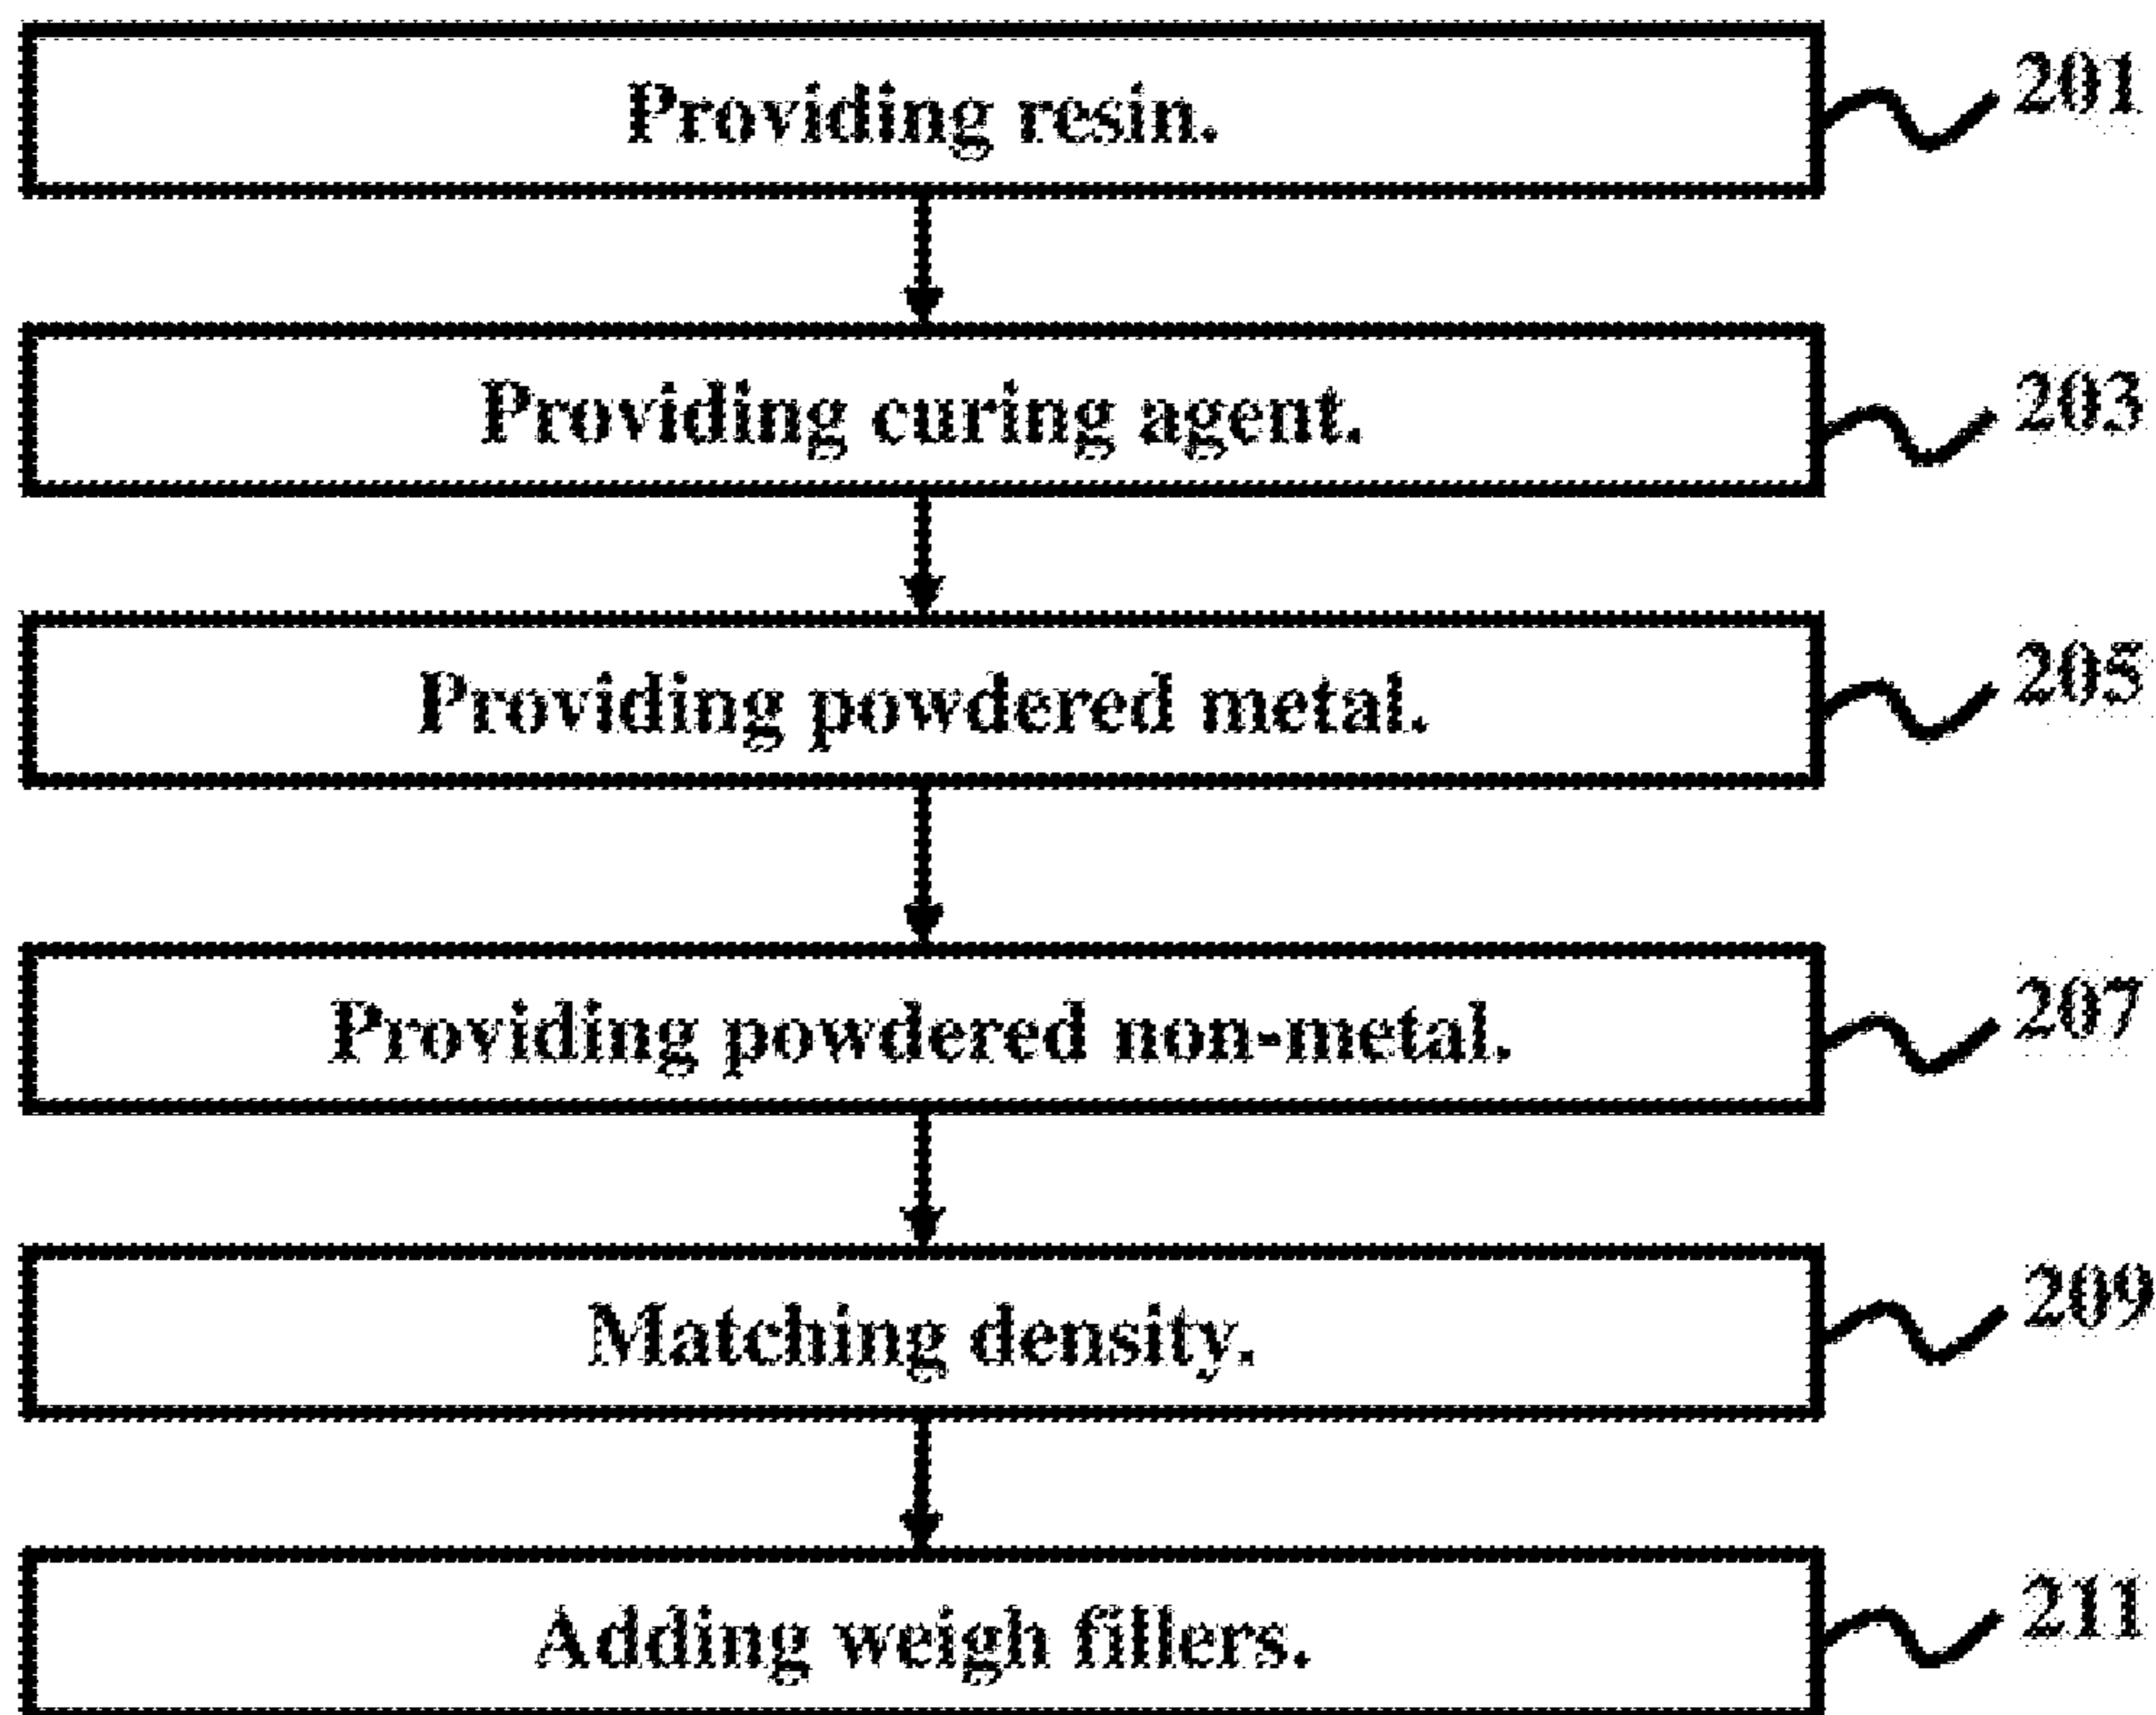 Providing resin.
201
Providing curing agent.
203
Providing powdered metal.
205
Providing powdered non-metal.
207
Matching density.
209
Adding weigh fillers.
211